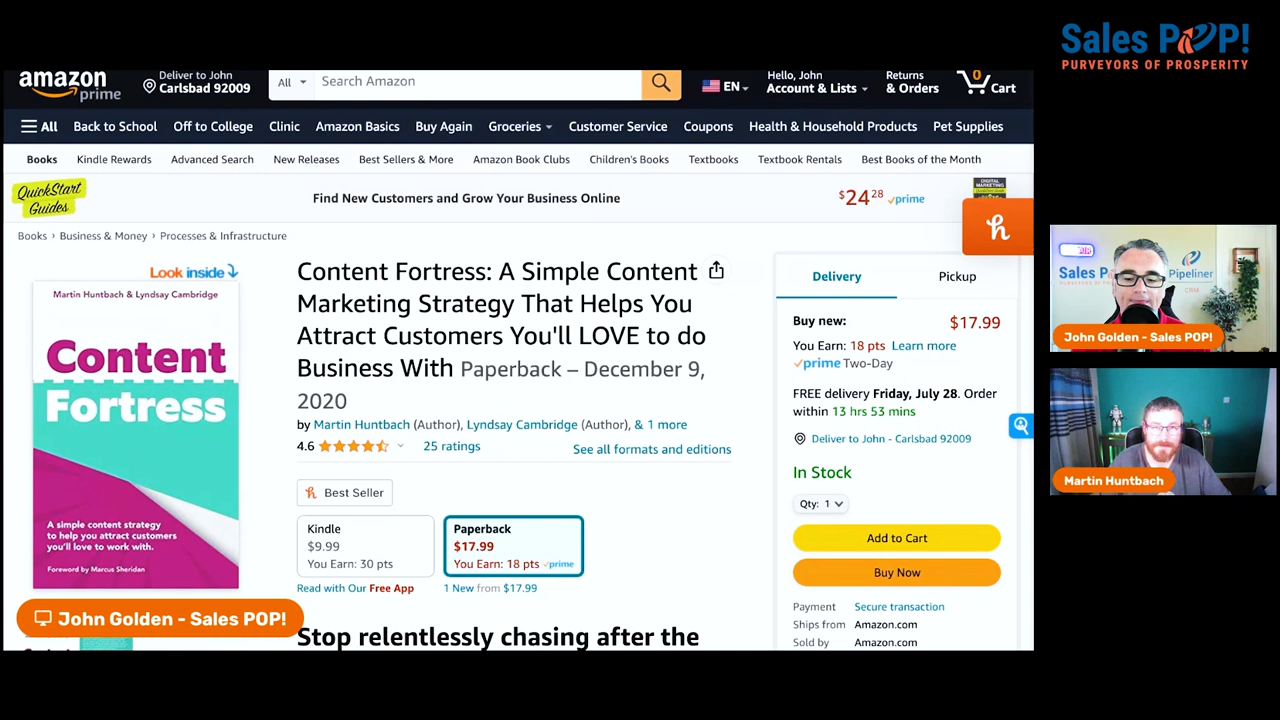 Sales POP!
PURVEYORS OF PROSPERITY
amazon
prime
Deliver to John
Carlsbad 92009
All
Search Amazon
EN
Hello, John
Account & Lists
Returns
& Orders
0
Cart
All
Back to School
Off to College
Clinic
Amazon Basics
Buy Again
Groceries
Customer Service
Coupons
Health & Household Products
Pet Supplies
Books
Kindle Rewards
Advanced Search
New Releases
Best Sellers & More
Amazon Book Clubs
Children's Books
Textbooks
Textbook Rentals
Best Books of the Month
QuickStart
Guides
Find New Customers and Grow Your Business Online
$24 28 prime
DIGITAL
MARKETING
h
Books › Business & Money › Processes & Infrastructure
Look inside
Martin Huntbach & Lyndsay Cambridge
Content
Fortress
A simple content strategy
to help you attract customers
you'll love to work with.
Foreword by Marcus Sheridan
John Golden - Sales POP!
Content Fortress: A Simple Content
Marketing Strategy That Helps You
Attract Customers You'll LOVE to do
Business With Paperback – December 9,
2020
by Martin Huntbach (Author), Lyndsay Cambridge (Author), & 1 more
4.6
25 ratings
See all formats and editions
h Best Seller
Kindle
$9.99
You Earn: 30 pts
Paperback
$17.99
You Earn: 18 pts prime
Read with Our Free App
1 New from $17.99
Stop relentlessly chasing after the
Delivery
Pickup
Buy new:
$17.99
You Earn: 18 pts Learn more
prime Two-Day
FREE delivery Friday, July 28. Order
within 13 hrs 53 mins
Deliver to John - Carlsbad 92009
In Stock
Qty: 1
Add to Cart
Buy Now
Payment
Secure transaction
Ships from
Amazon.com
Sold by
Amazon.com
Sales P
Pipeliner
CRM
John Golden - Sales POP!
Martin Huntbach